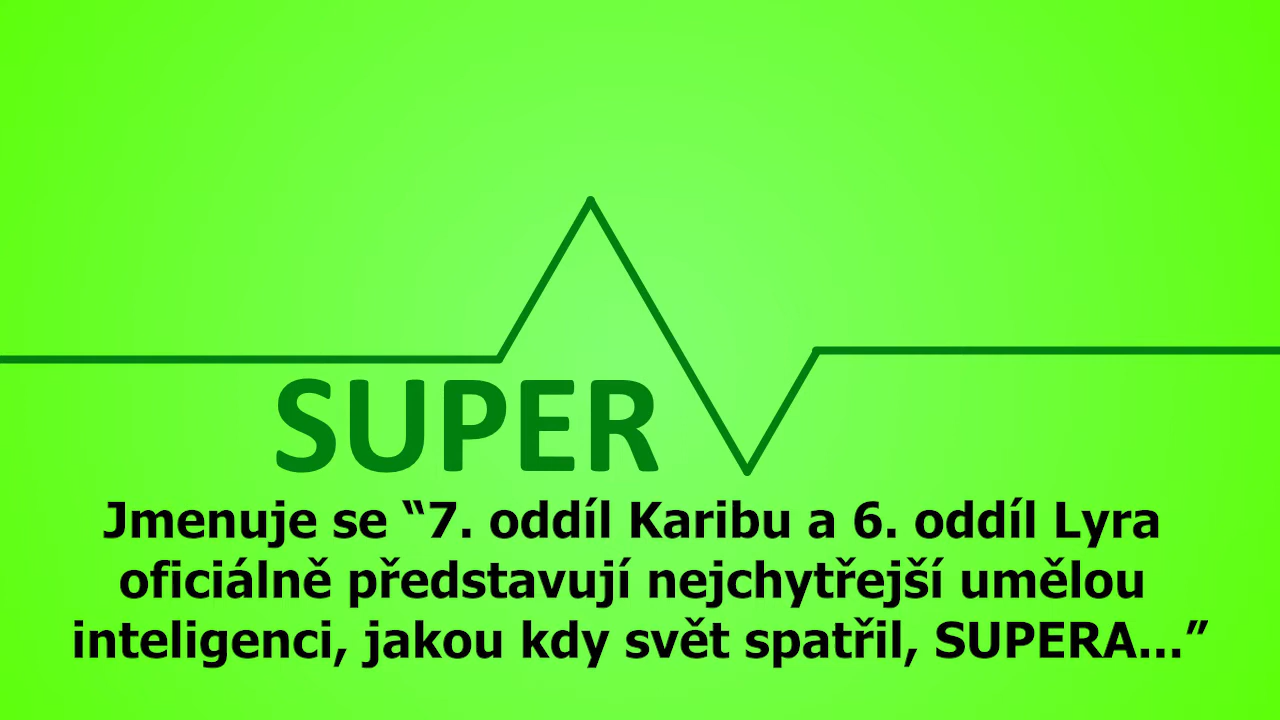 SUPER
Jmenuje se “7. oddíl Karibu a 6. oddíl Lyra
oficiálně představují nejchytřejší umělou
inteligenci, jakou kdy svět spatřil, SUPERA...”